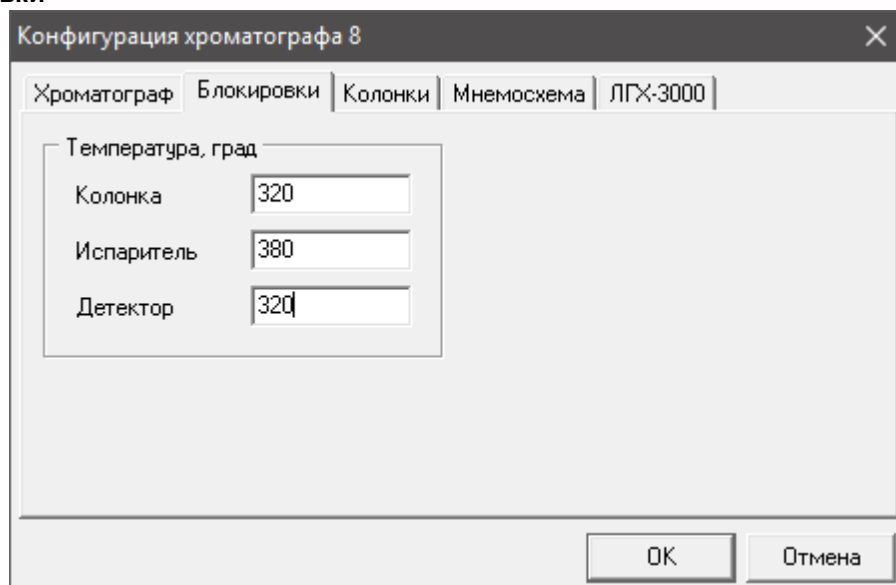 Конфигурация хроматографа 8
Хроматограф Блокировки Колонки Мнемосхема ЛГХ-3000
Температура, град
Колонка 320
Испаритель 380
Детектор 320
OK Отмена